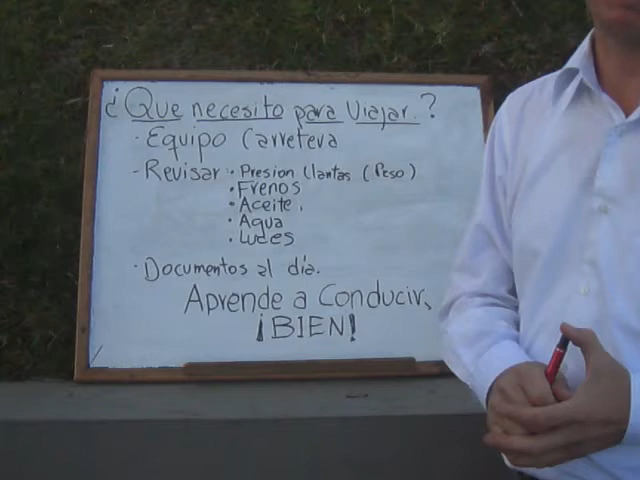 ¿Que necesito para Viajar.?
· Equipo Carretera
- Revisar: · Presion llantas (Peso)
· Frenos
· Aceite.
· Agua
· Luces
· Documentos al día.
Aprende a Conducir,
¡BIEN!